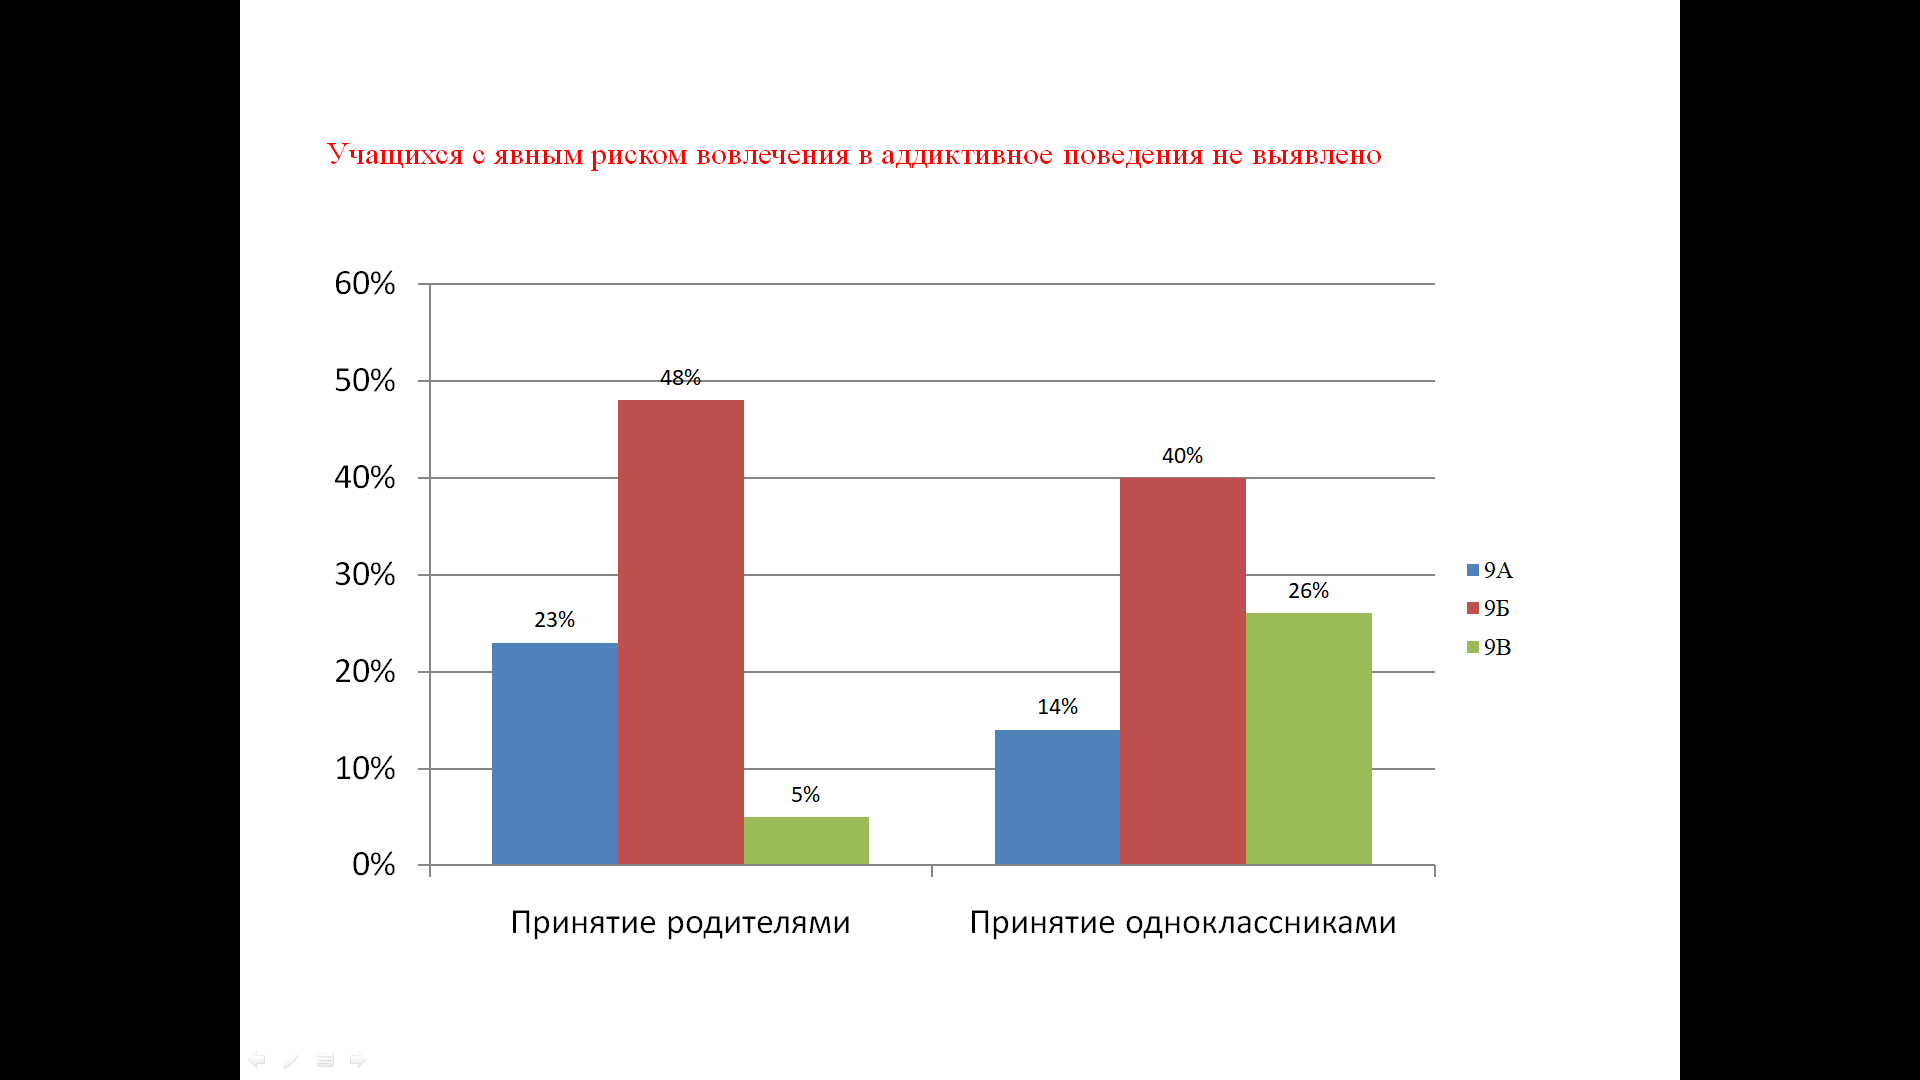 Учащихся с явным риском вовлечения в аддиктивное поведения не выявлено
60%
50%
40%
30%
20%
10%
0%
23%
48%
5%
14%
40%
26%
Принятие родителями
Принятие одноклассниками
9А
9Б
9В